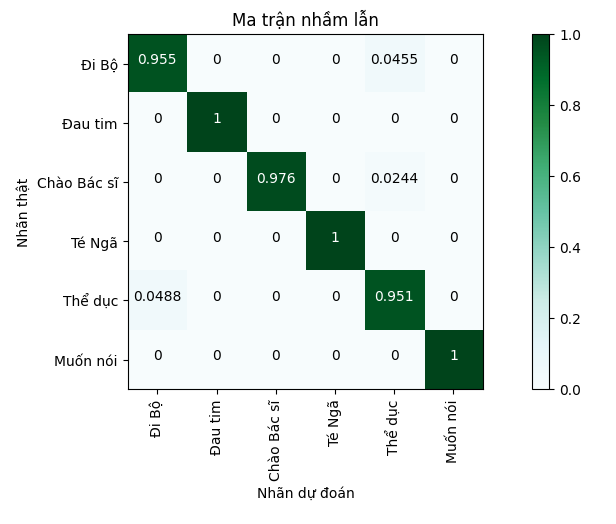 Ma trận nhầm lẫn
Nhãn thật
Đi Bộ 0.955 0 0 0 0.0455 0
Đau tim 0 1 0 0 0 0
Chào Bác sĩ 0 0 0.976 0 0.0244 0
Té Ngã 0 0 0 1 0 0
Thể dục 0.0488 0 0 0 0.951 0
Muốn nói 0 0 0 0 0 1
Đi Bộ
Đau tim
Chào Bác sĩ
Té Ngã
Thể dục
Muốn nói
Nhãn dự đoán
1.0
0.8
0.6
0.4
0.2
0.0